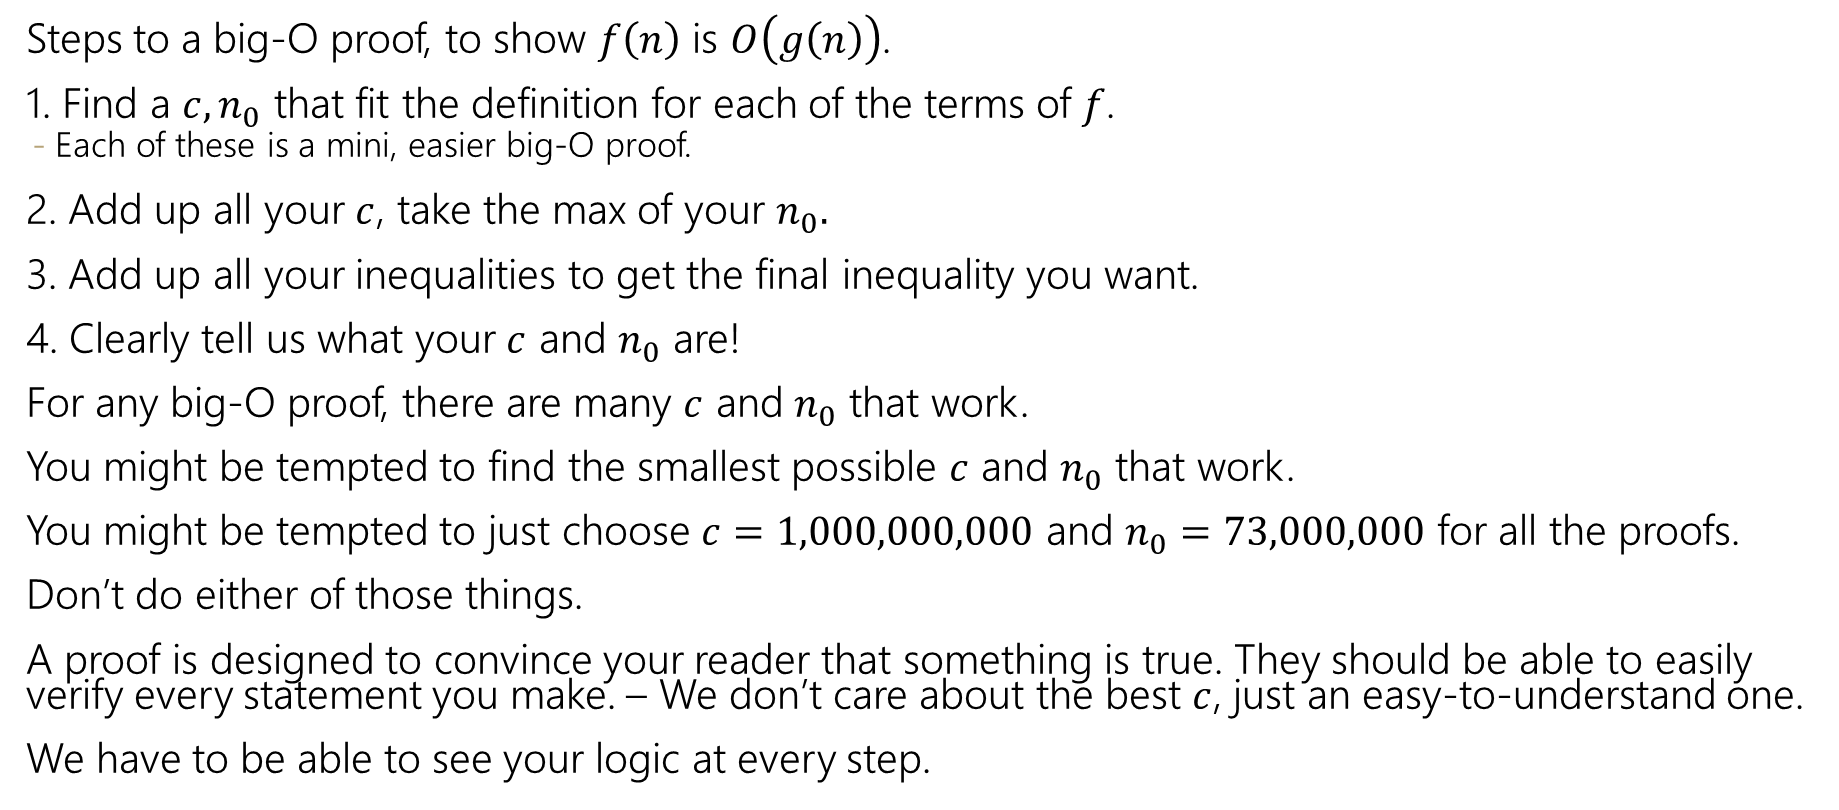 Steps to a big-O proof, to show f(n) is O(g(n)).
1. Find a c, n₀ that fit the definition for each of the terms of f.
- Each of these is a mini, easier big-O proof.
2. Add up all your c, take the max of your n₀.
3. Add up all your inequalities to get the final inequality you want.
4. Clearly tell us what your c and n₀ are!
For any big-O proof, there are many c and n₀ that work.
You might be tempted to find the smallest possible c and n₀ that work.
You might be tempted to just choose c = 1,000,000,000 and n₀ = 73,000,000 for all the proofs.
Don't do either of those things.
A proof is designed to convince your reader that something is true. They should be able to easily
verify every statement you make. – We don't care about the best c, just an easy-to-understand one.
We have to be able to see your logic at every step.